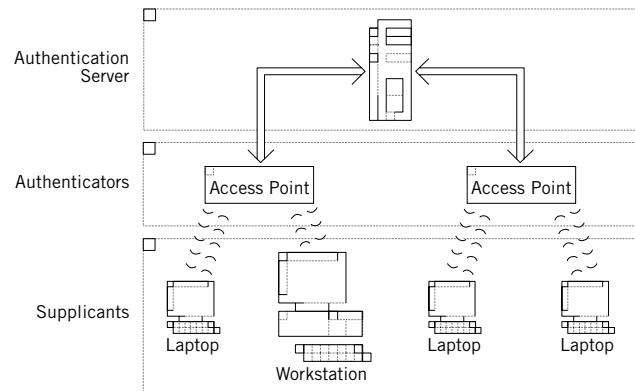 Authentication
Server
Authenticators
Access Point
Access Point
Supplicants
Laptop
Workstation
Laptop
Laptop